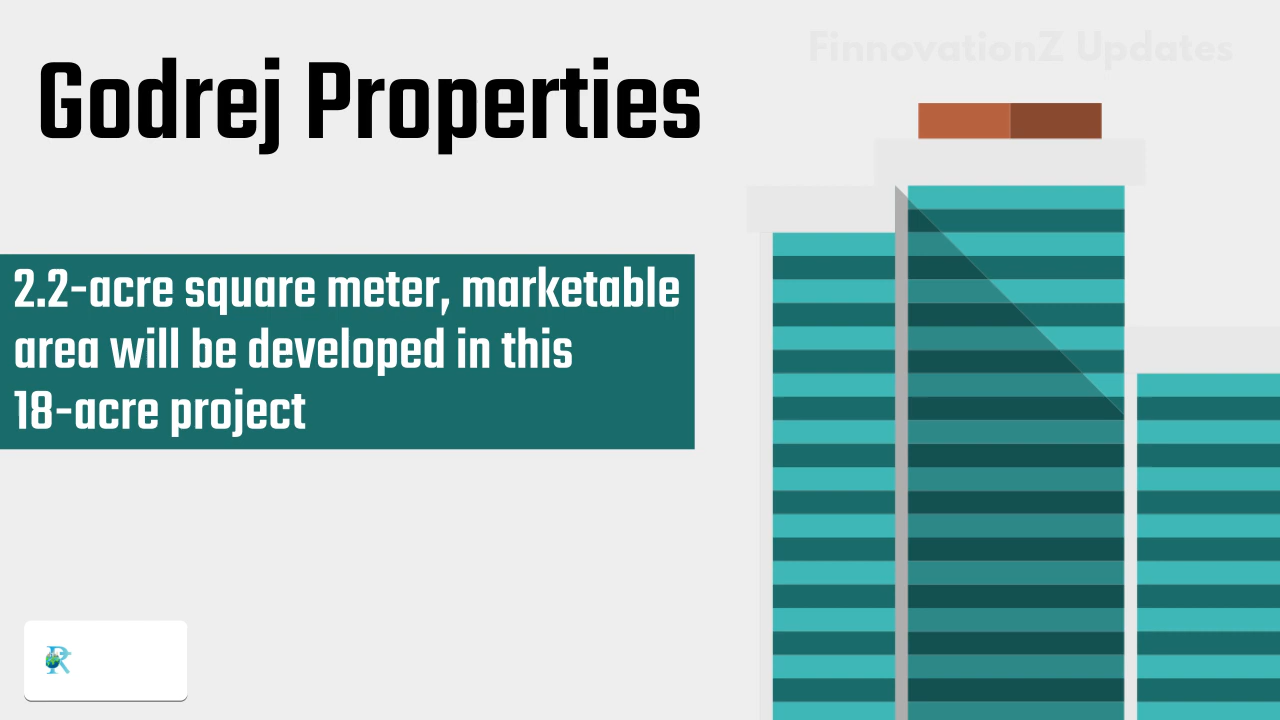 FinnovationZ Updates
Godrej Properties
2.2-acre square meter, marketable
area will be developed in this
18-acre project